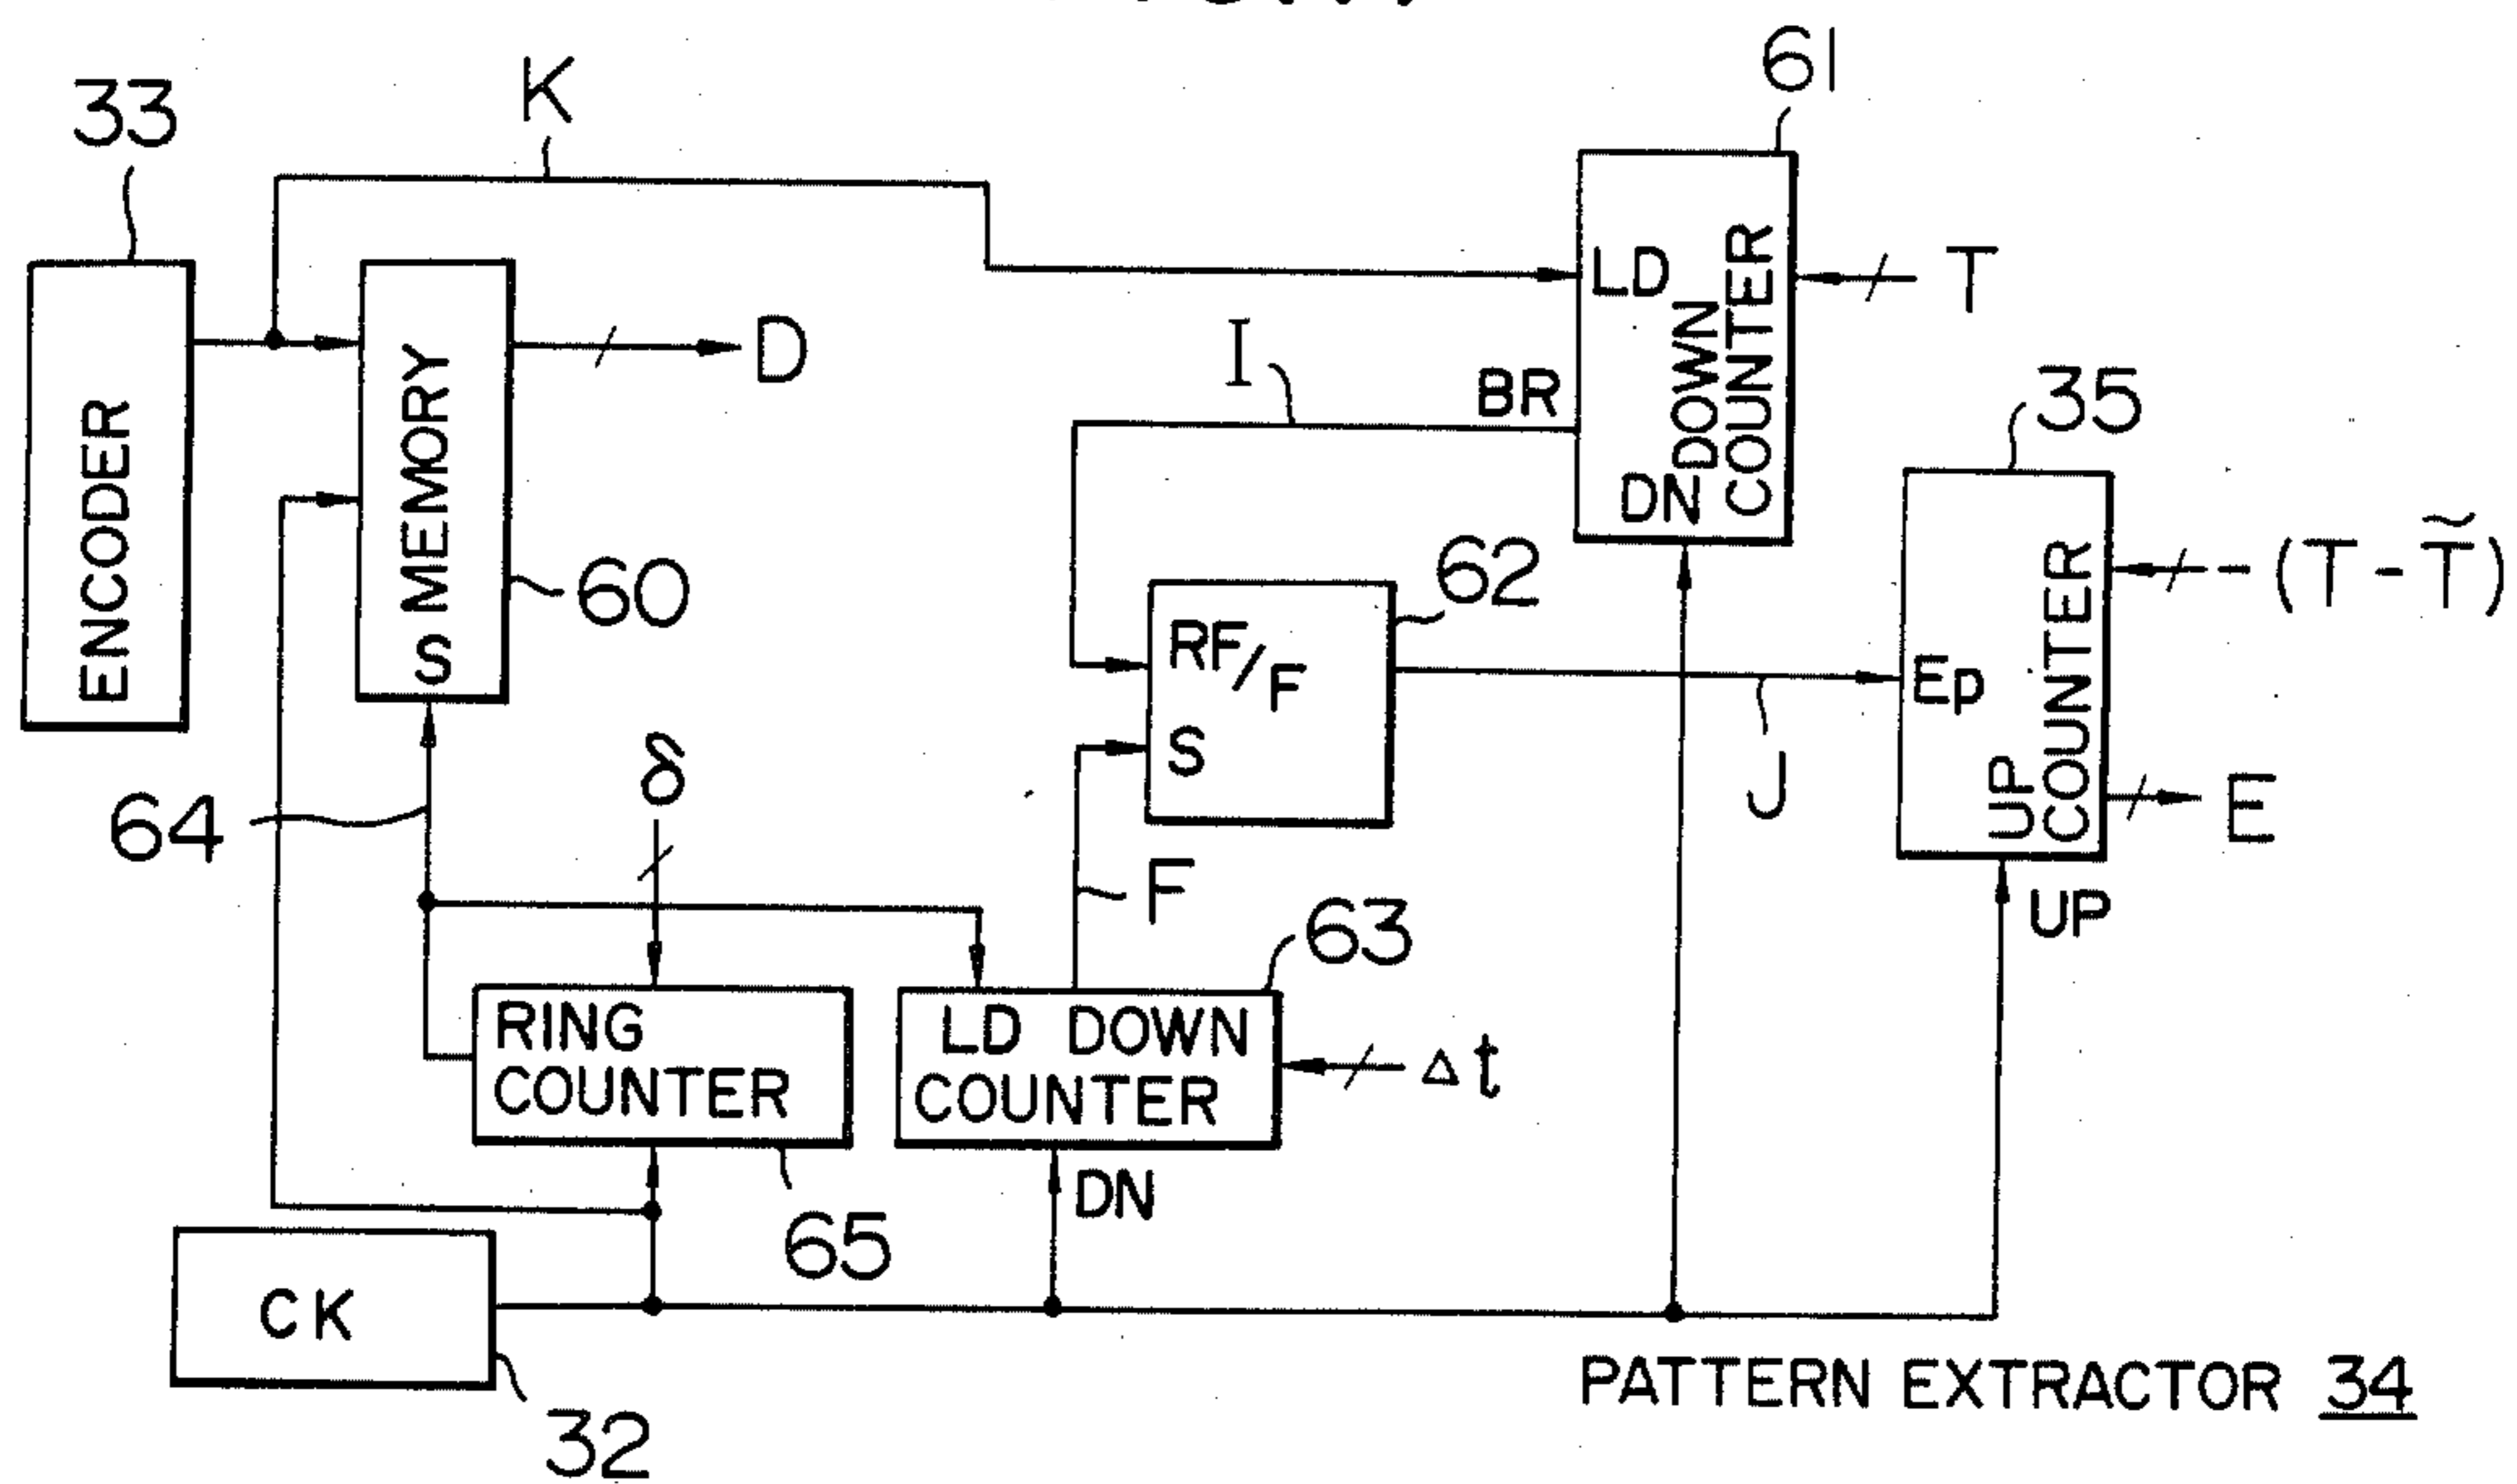 33
K
61
ENCODER
S MEMORY
D
60
64
LD
DOWN
COUNTER
T
I
BR
DN
35
62
RF/F
S
Ep
UP
COUNTER
-(T-T̃)
J
E
UP
δ
F
63
RING
COUNTER
LD DOWN
COUNTER
Δt
DN
65
CK
32
PATTERN EXTRACTOR 34